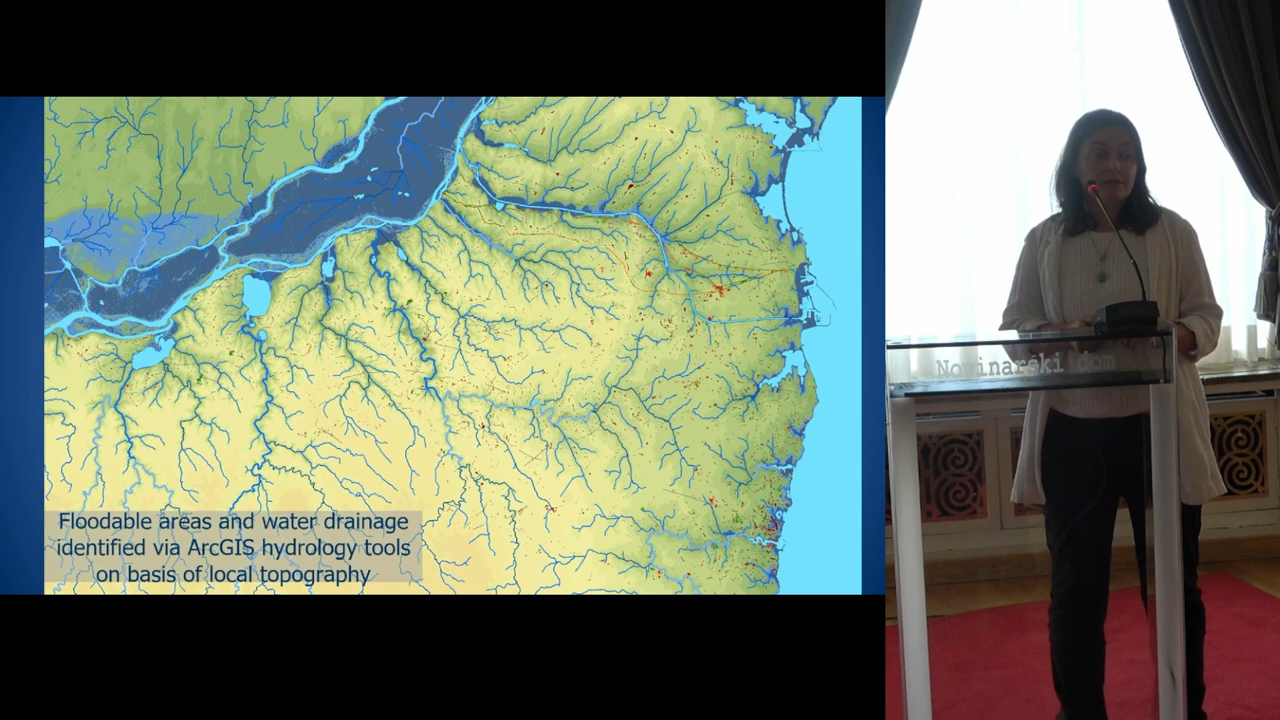 Floodable areas and water drainage
identified via ArcGIS hydrology tools
on basis of local topography
Novinarski dom